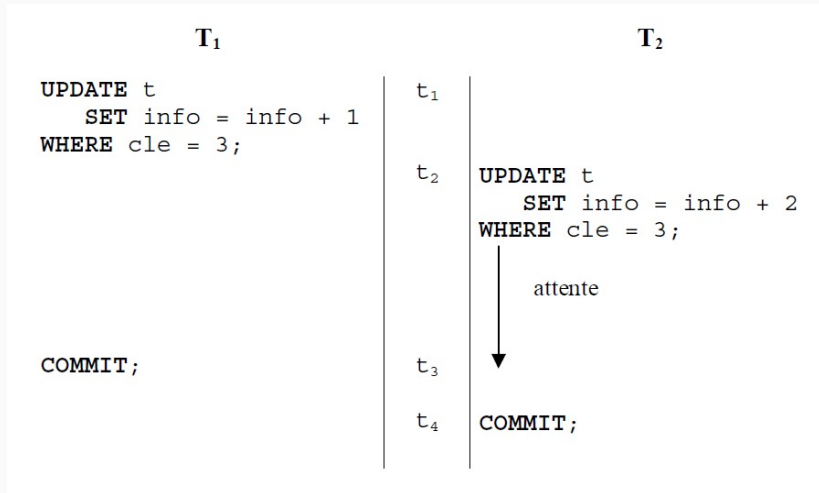 T₁ T₂
UPDATE t t₁
SET info = info + 1
WHERE cle = 3;
t₂ UPDATE t
SET info = info + 2
WHERE cle = 3;
attente
COMMIT; t₃
t₄ COMMIT;